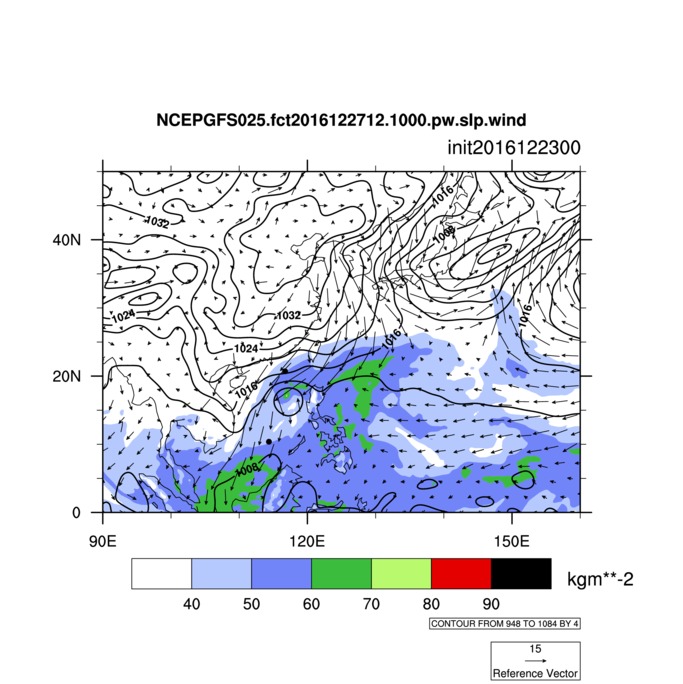 NCEPGFS025.fct2016122712.1000.pw.slp.wind
init2016122300
1016
1032
1008
40N
1024
1032
1016
1024
1016
20N
1016
1008
0
90E 120E 150E
40 50 60 70 80 90
kgm**-2
CONTOUR FROM 948 TO 1084 BY 4
15
Reference Vector